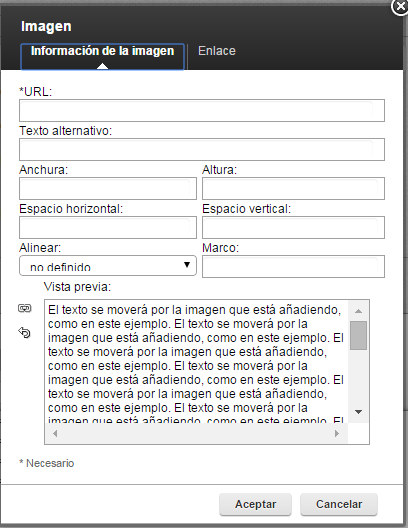 Imagen
Información de la imagen Enlace
*URL:
Texto alternativo:
Anchura: Altura:
Espacio horizontal: Espacio vertical:
Alinear: Marco:
no definido
Vista previa:
El texto se moverá por la imagen que está añadiendo,
como en este ejemplo. El texto se moverá por la
imagen que está añadiendo, como en este ejemplo. El
texto se moverá por la imagen que está añadiendo,
como en este ejemplo. El texto se moverá por la
imagen que está añadiendo, como en este ejemplo. El
texto se moverá por la imagen que está añadiendo,
como en este ejemplo. El texto se moverá por la
imagen que está añadiendo, como en este ejemplo. El
* Necesario
Aceptar Cancelar